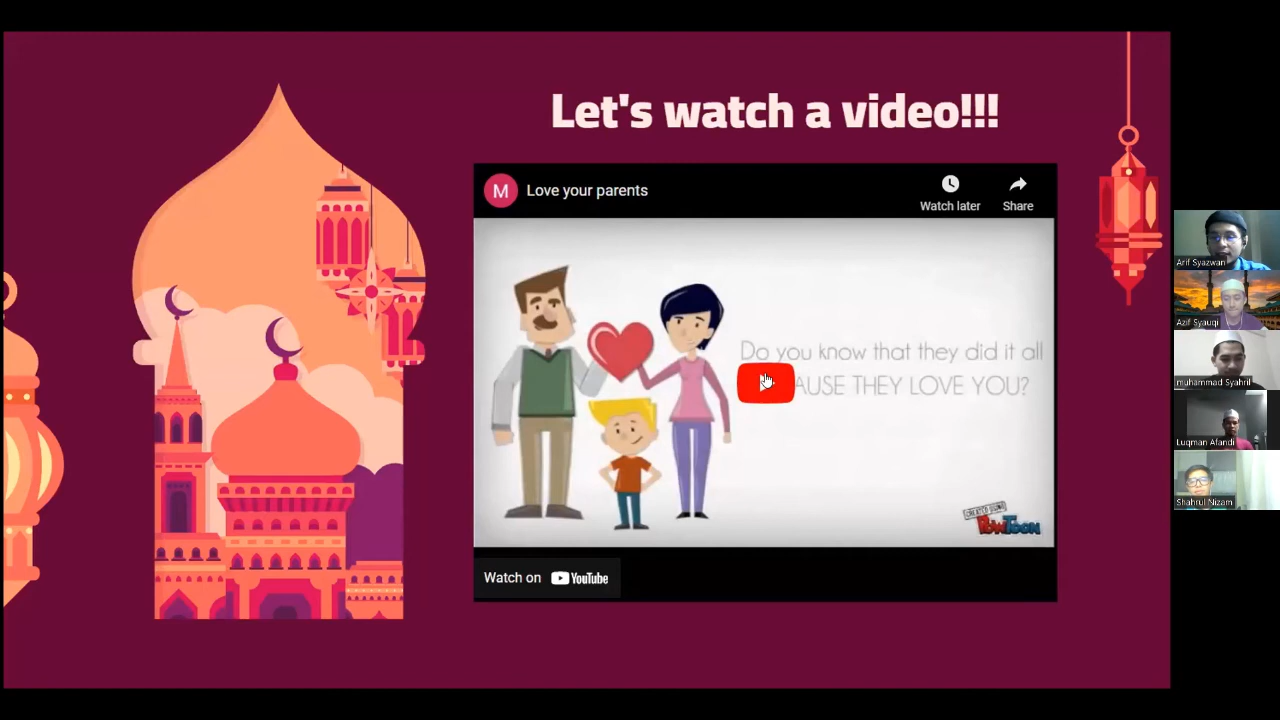 Let's watch a video!!!
M
Love your parents
Watch later
Share
Do you know that they did it all
AUSE THEY LOVE YOU?
CREATED USING
POWTOON
Watch on YouTube
Arif Syazwan
Azif Syauqi
muhammad Syahril
Luqman Afandi
Shahrul Nizam